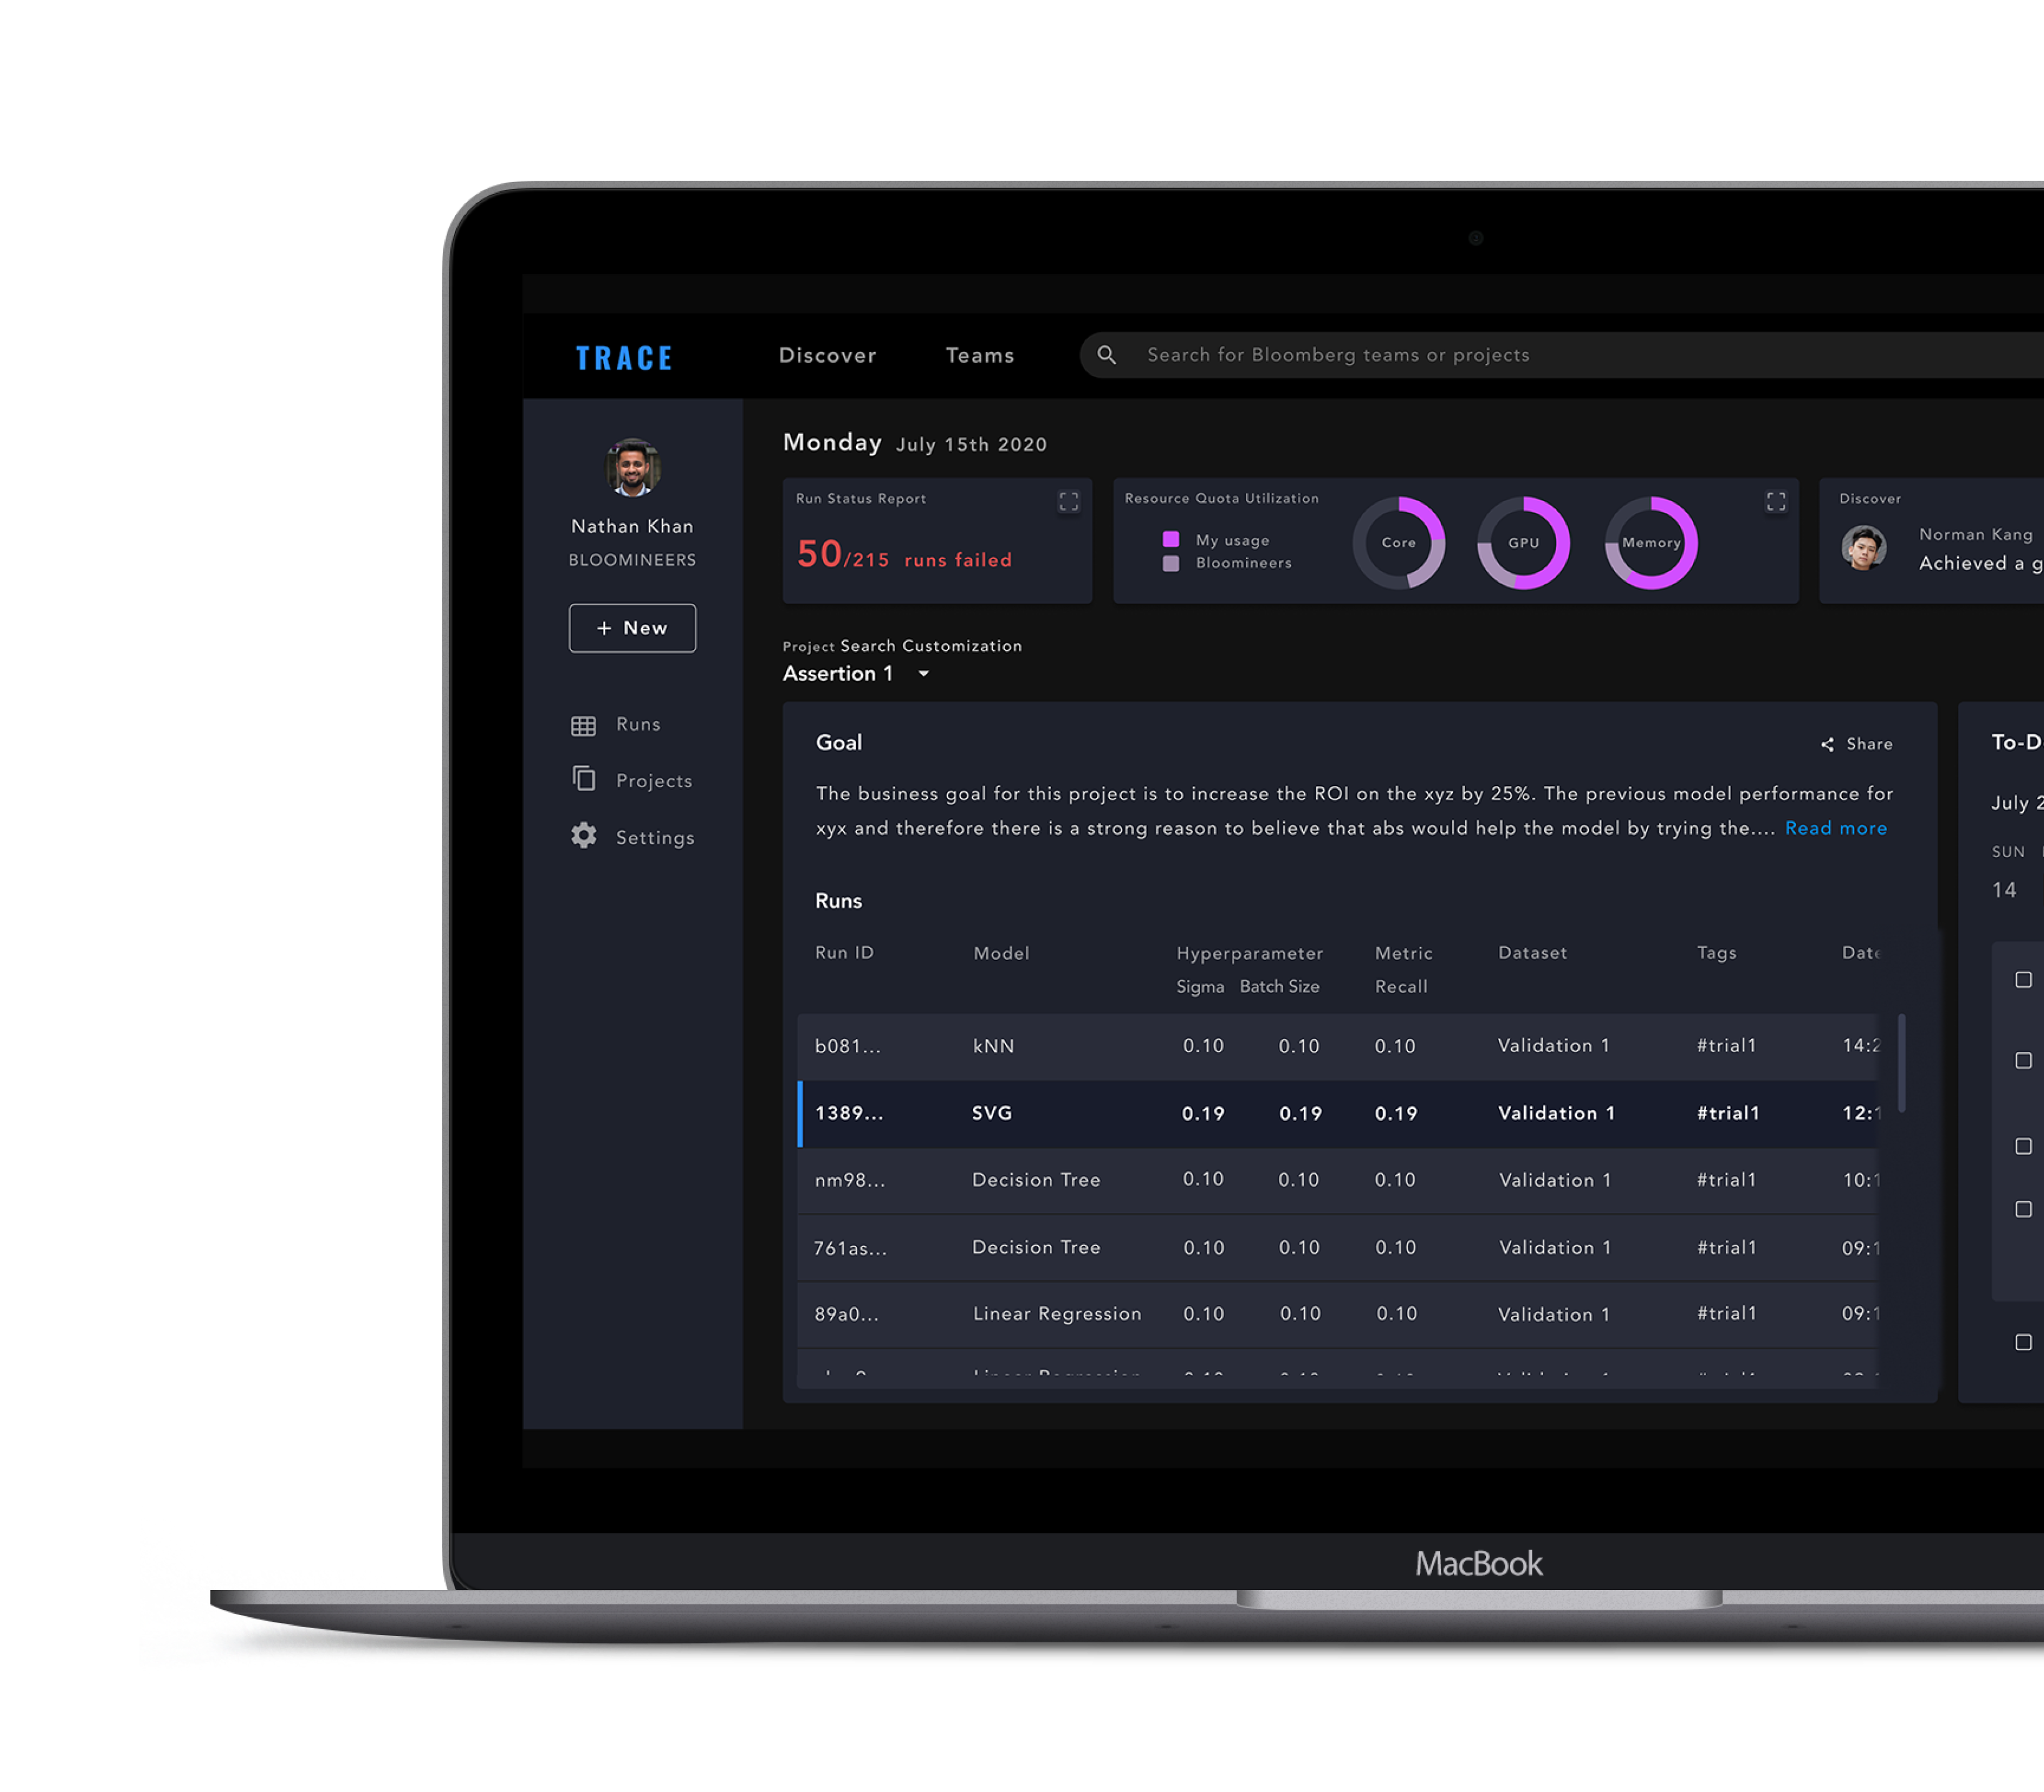 TRACE Discover Teams Search for Bloomberg teams or projects
Nathan Khan
BLOOMINEERS
+ New
Runs
Projects
Settings
Monday July 15th 2020
Run Status Report
50/215 runs failed
Resource Quota Utilization
My usage
Bloomineers
Core GPU Memory
Discover
Norman Kang
Achieved a
Project Search Customization
Assertion 1
Goal
Share
The business goal for this project is to increase the ROI on the xyz by 25%. The previous model performance for
xyx and therefore there is a strong reason to believe that abs would help the model by trying the.... Read more
Runs
Run ID Model Hyperparameter Metric Dataset Tags Date
Sigma Batch Size Recall
b081... kNN 0.10 0.10 0.10 Validation 1 #trial1 14:2
1389... SVG 0.19 0.19 0.19 Validation 1 #trial1 12:1
nm98... Decision Tree 0.10 0.10 0.10 Validation 1 #trial1 10:1
761as... Decision Tree 0.10 0.10 0.10 Validation 1 #trial1 09:1
89a0... Linear Regression 0.10 0.10 0.10 Validation 1 #trial1 09:1
To-D
July 2
SUN
14
MacBook